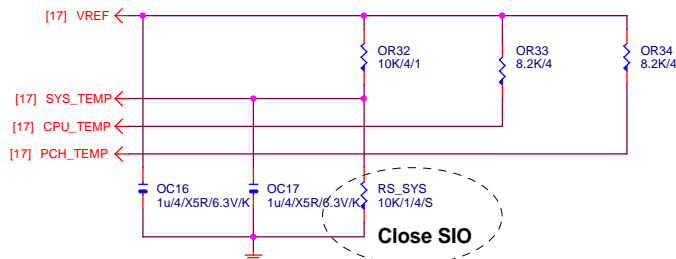 [17] VREF
OR32
10K/4/1
OR33
8.2K/4
OR34
8.2K/4
[17] SYS_TEMP
[17] CPU_TEMP
[17] PCH_TEMP
OC16
1u/4/X5R/6.3V/K
OC17
1u/4/X5R/6.3V/K
RS_SYS
10K/1/4/S
Close SIO